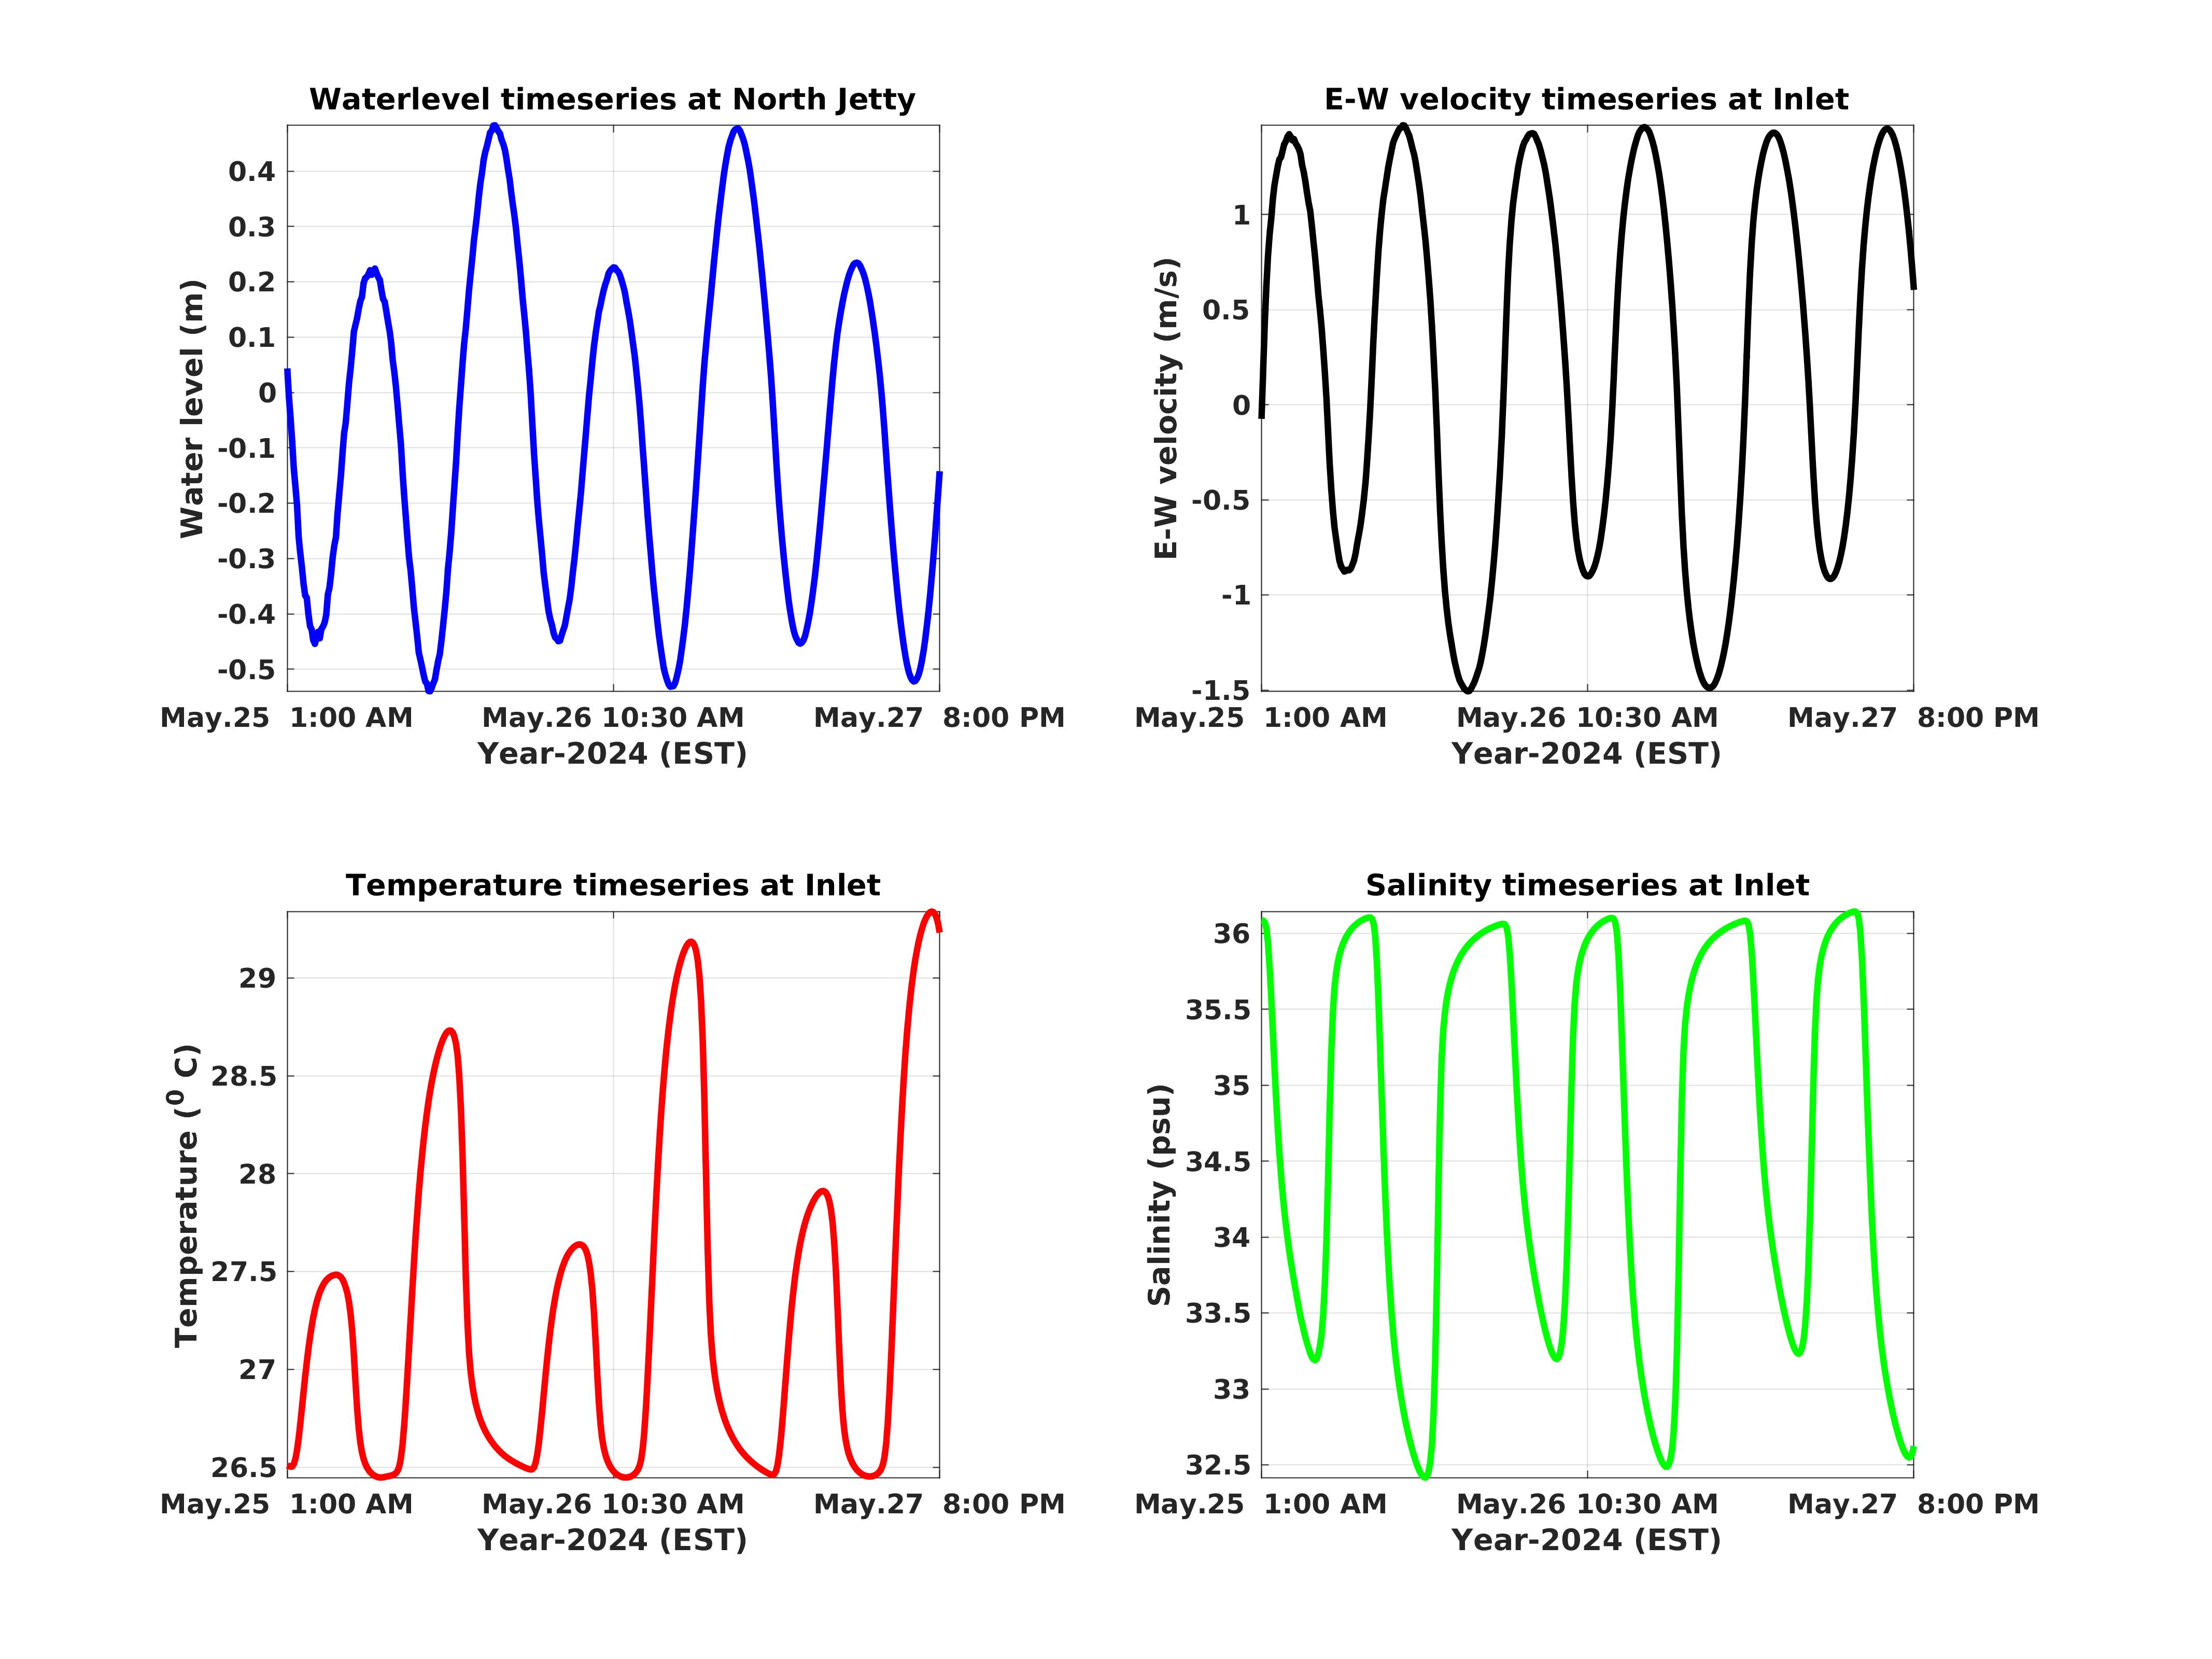 Waterlevel timeseries at North Jetty
Water level (m)
0.4
0.3
0.2
0.1
0
-0.1
-0.2
-0.3
-0.4
-0.5
May.25 1:00 AM May.26 10:30 AM May.27 8:00 PM
Year-2024 (EST)
E-W velocity timeseries at Inlet
E-W velocity (m/s)
1
0.5
0
-0.5
-1
-1.5
May.25 1:00 AM May.26 10:30 AM May.27 8:00 PM
Year-2024 (EST)
Temperature timeseries at Inlet
Temperature (⁰ C)
29
28.5
28
27.5
27
26.5
May.25 1:00 AM May.26 10:30 AM May.27 8:00 PM
Year-2024 (EST)
Salinity timeseries at Inlet
Salinity (psu)
36
35.5
35
34.5
34
33.5
33
32.5
May.25 1:00 AM May.26 10:30 AM May.27 8:00 PM
Year-2024 (EST)